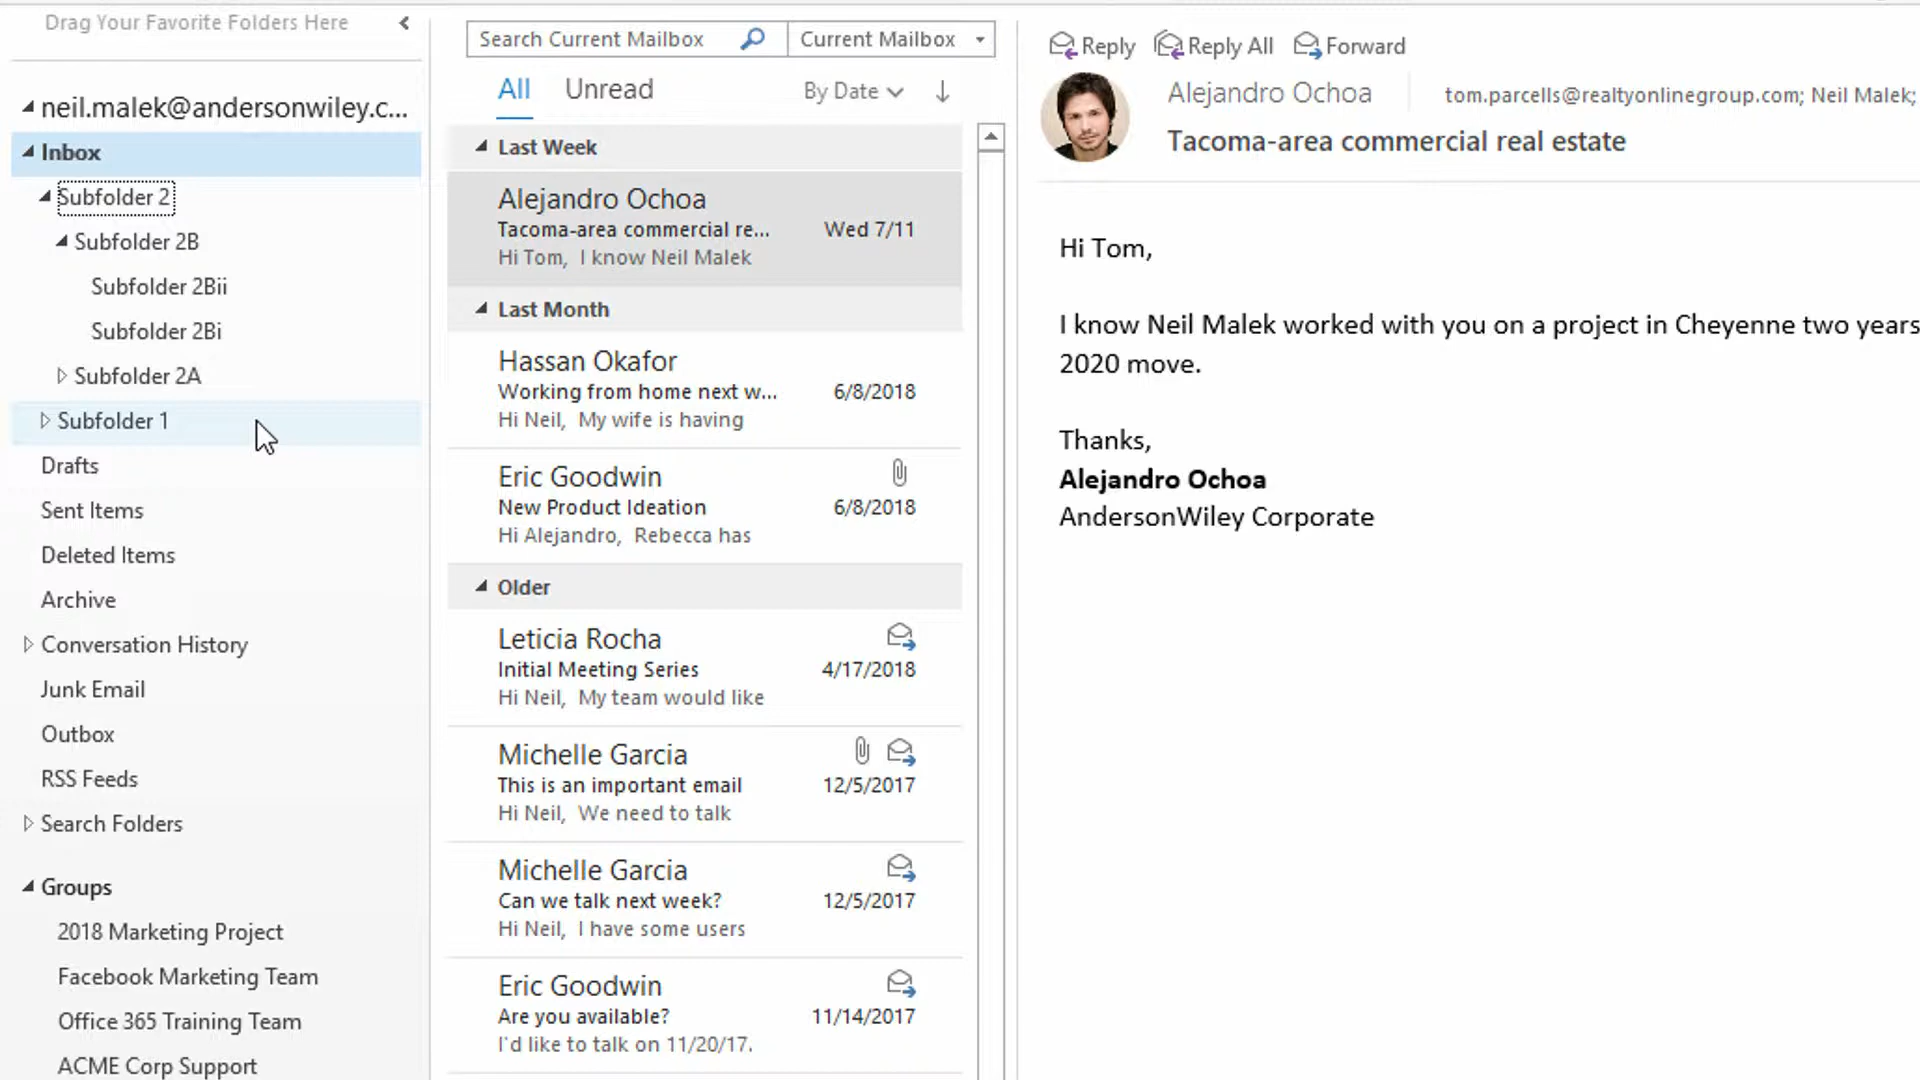 Drag Your Favorite Folders Here
neil.malek@andersonwiley.c...
Inbox
Subfolder 2
Subfolder 2B
Subfolder 2Bii
Subfolder 2Bi
Subfolder 2A
Subfolder 1
Drafts
Sent Items
Deleted Items
Archive
Conversation History
Junk Email
Outbox
RSS Feeds
Search Folders
Groups
2018 Marketing Project
Facebook Marketing Team
Office 365 Training Team
ACME Corp Support
Search Current Mailbox Current Mailbox
All Unread By Date
Last Week
Alejandro Ochoa
Tacoma-area commercial re... Wed 7/11
Hi Tom, I know Neil Malek
Last Month
Hassan Okafor
Working from home next w... 6/8/2018
Hi Neil, My wife is having
Eric Goodwin
New Product Ideation 6/8/2018
Hi Alejandro, Rebecca has
Older
Leticia Rocha
Initial Meeting Series 4/17/2018
Hi Neil, My team would like
Michelle Garcia
This is an important email 12/5/2017
Hi Neil, We need to talk
Michelle Garcia
Can we talk next week? 12/5/2017
Hi Neil, I have some users
Eric Goodwin
Are you available? 11/14/2017
I'd like to talk on 11/20/17.
Reply Reply All Forward
Alejandro Ochoa tom.parcells@realtyonlinegroup.com; Neil Malek;
Tacoma-area commercial real estate
Hi Tom,
I know Neil Malek worked with you on a project in Cheyenne two years
2020 move.
Thanks,
Alejandro Ochoa
AndersonWiley Corporate